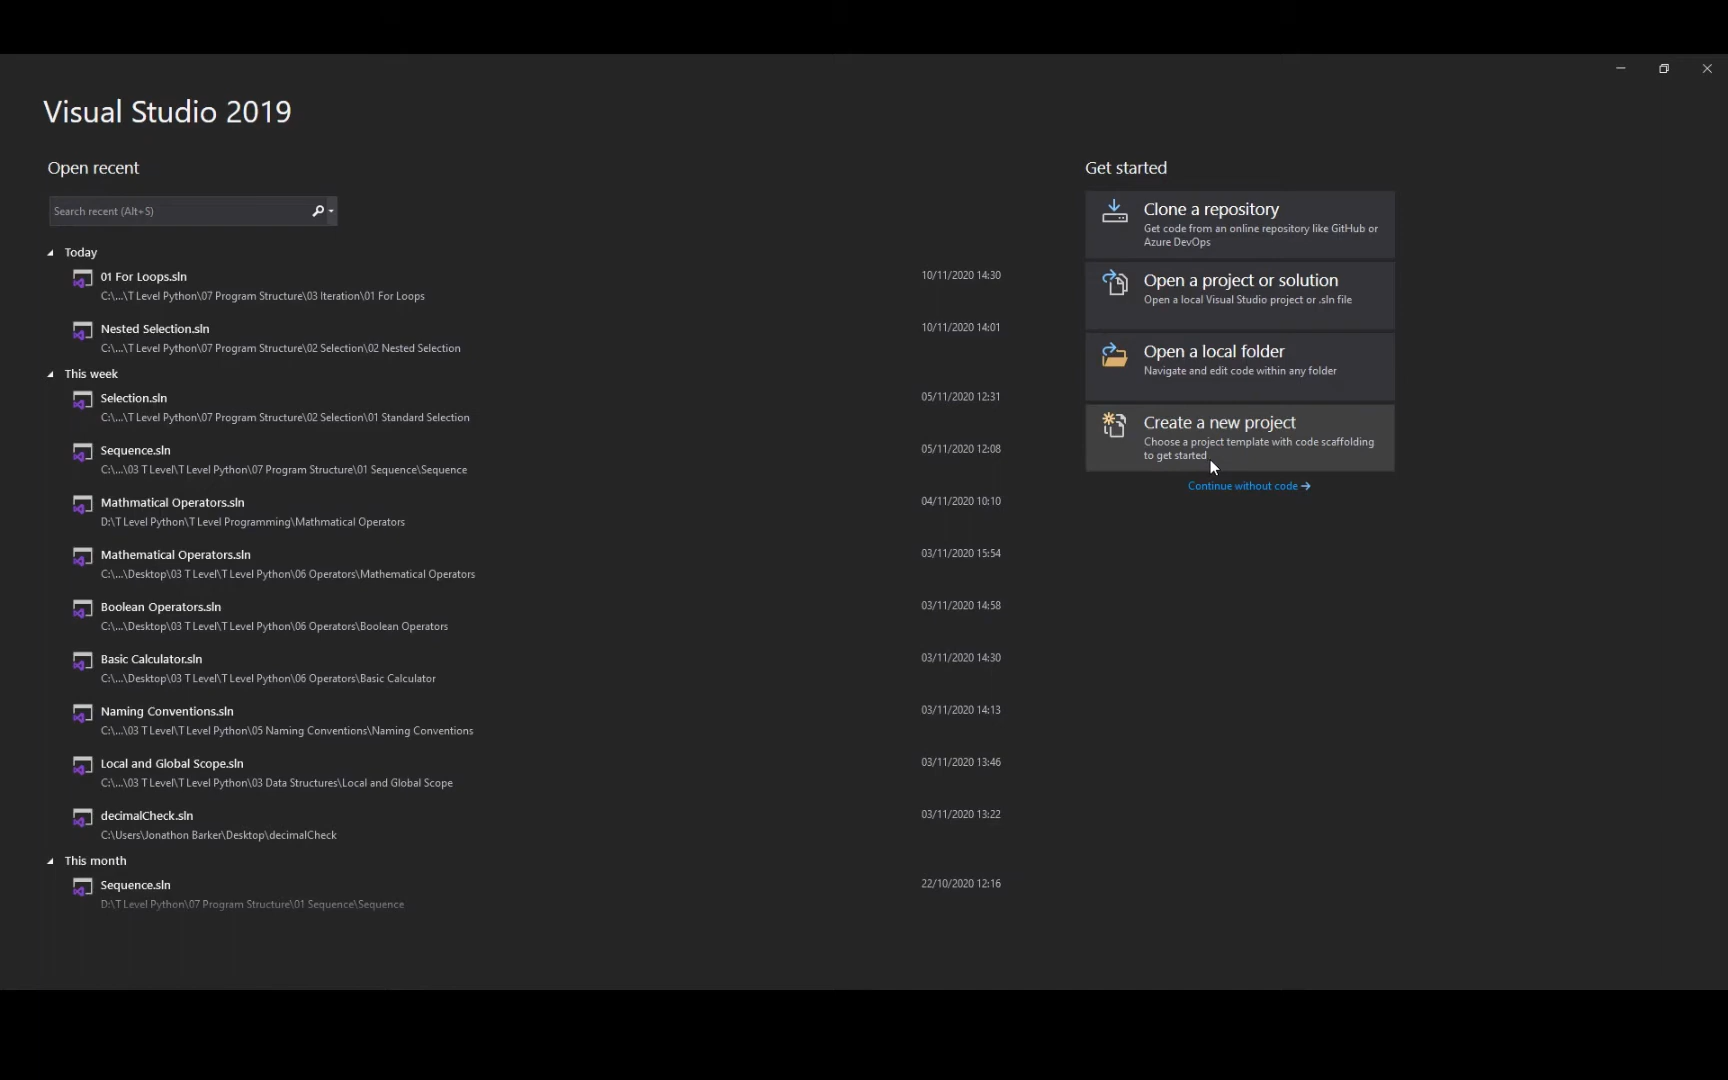 Visual Studio 2019
Open recent
Search recent (Alt+S)
Today
01 For Loops.sln
10/11/2020 14:30
C:\...\T Level Python\07 Program Structure\03 Iteration\01 For Loops
Nested Selection.sln
10/11/2020 14:01
C:\...\T Level Python\07 Program Structure\02 Selection\02 Nested Selection
This week
Selection.sln
05/11/2020 12:31
C:\...\T Level Python\07 Program Structure\02 Selection\01 Standard Selection
Sequence.sln
05/11/2020 12:08
C:\...\03 T Level\T Level Python\07 Program Structure\01 Sequence\Sequence
Mathmatical Operators.sln
04/11/2020 10:10
D:\T Level Python\T Level Programming\Mathmatical Operators
Mathematical Operators.sln
03/11/2020 15:54
C:\...\Desktop\03 T Level\T Level Python\06 Operators\Mathematical Operators
Boolean Operators.sln
03/11/2020 14:58
C:\...\Desktop\03 T Level\T Level Python\06 Operators\Boolean Operators
Basic Calculator.sln
03/11/2020 14:30
C:\...\Desktop\03 T Level\T Level Python\06 Operators\Basic Calculator
Naming Conventions.sln
03/11/2020 14:13
C:\...\03 T Level\T Level Python\05 Naming Conventions\Naming Conventions
Local and Global Scope.sln
03/11/2020 13:46
C:\...\03 T Level\T Level Python\03 Data Structures\Local and Global Scope
decimalCheck.sln
03/11/2020 13:22
C:\Users\Jonathon Barker\Desktop\decimalCheck
This month
Sequence.sln
22/10/2020 12:16
D:\T Level Python\07 Program Structure\01 Sequence\Sequence
Get started
Clone a repository
Get code from an online repository like GitHub or
Azure DevOps
Open a project or solution
Open a local Visual Studio project or .sln file
Open a local folder
Navigate and edit code within any folder
Create a new project
Choose a project template with code scaffolding
to get started
Continue without code →